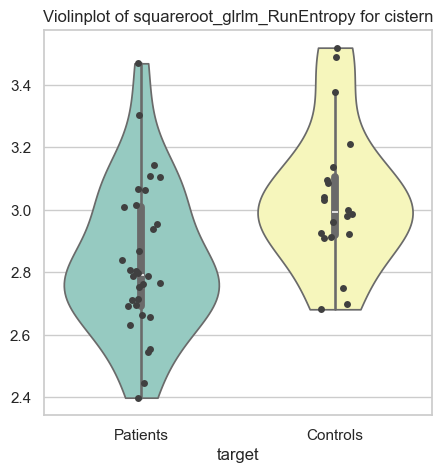 Violinplot of squareroot_glrlm_RunEntropy for cistern
3.4
3.2
3.0
2.8
2.6
2.4
Patients
Controls
target